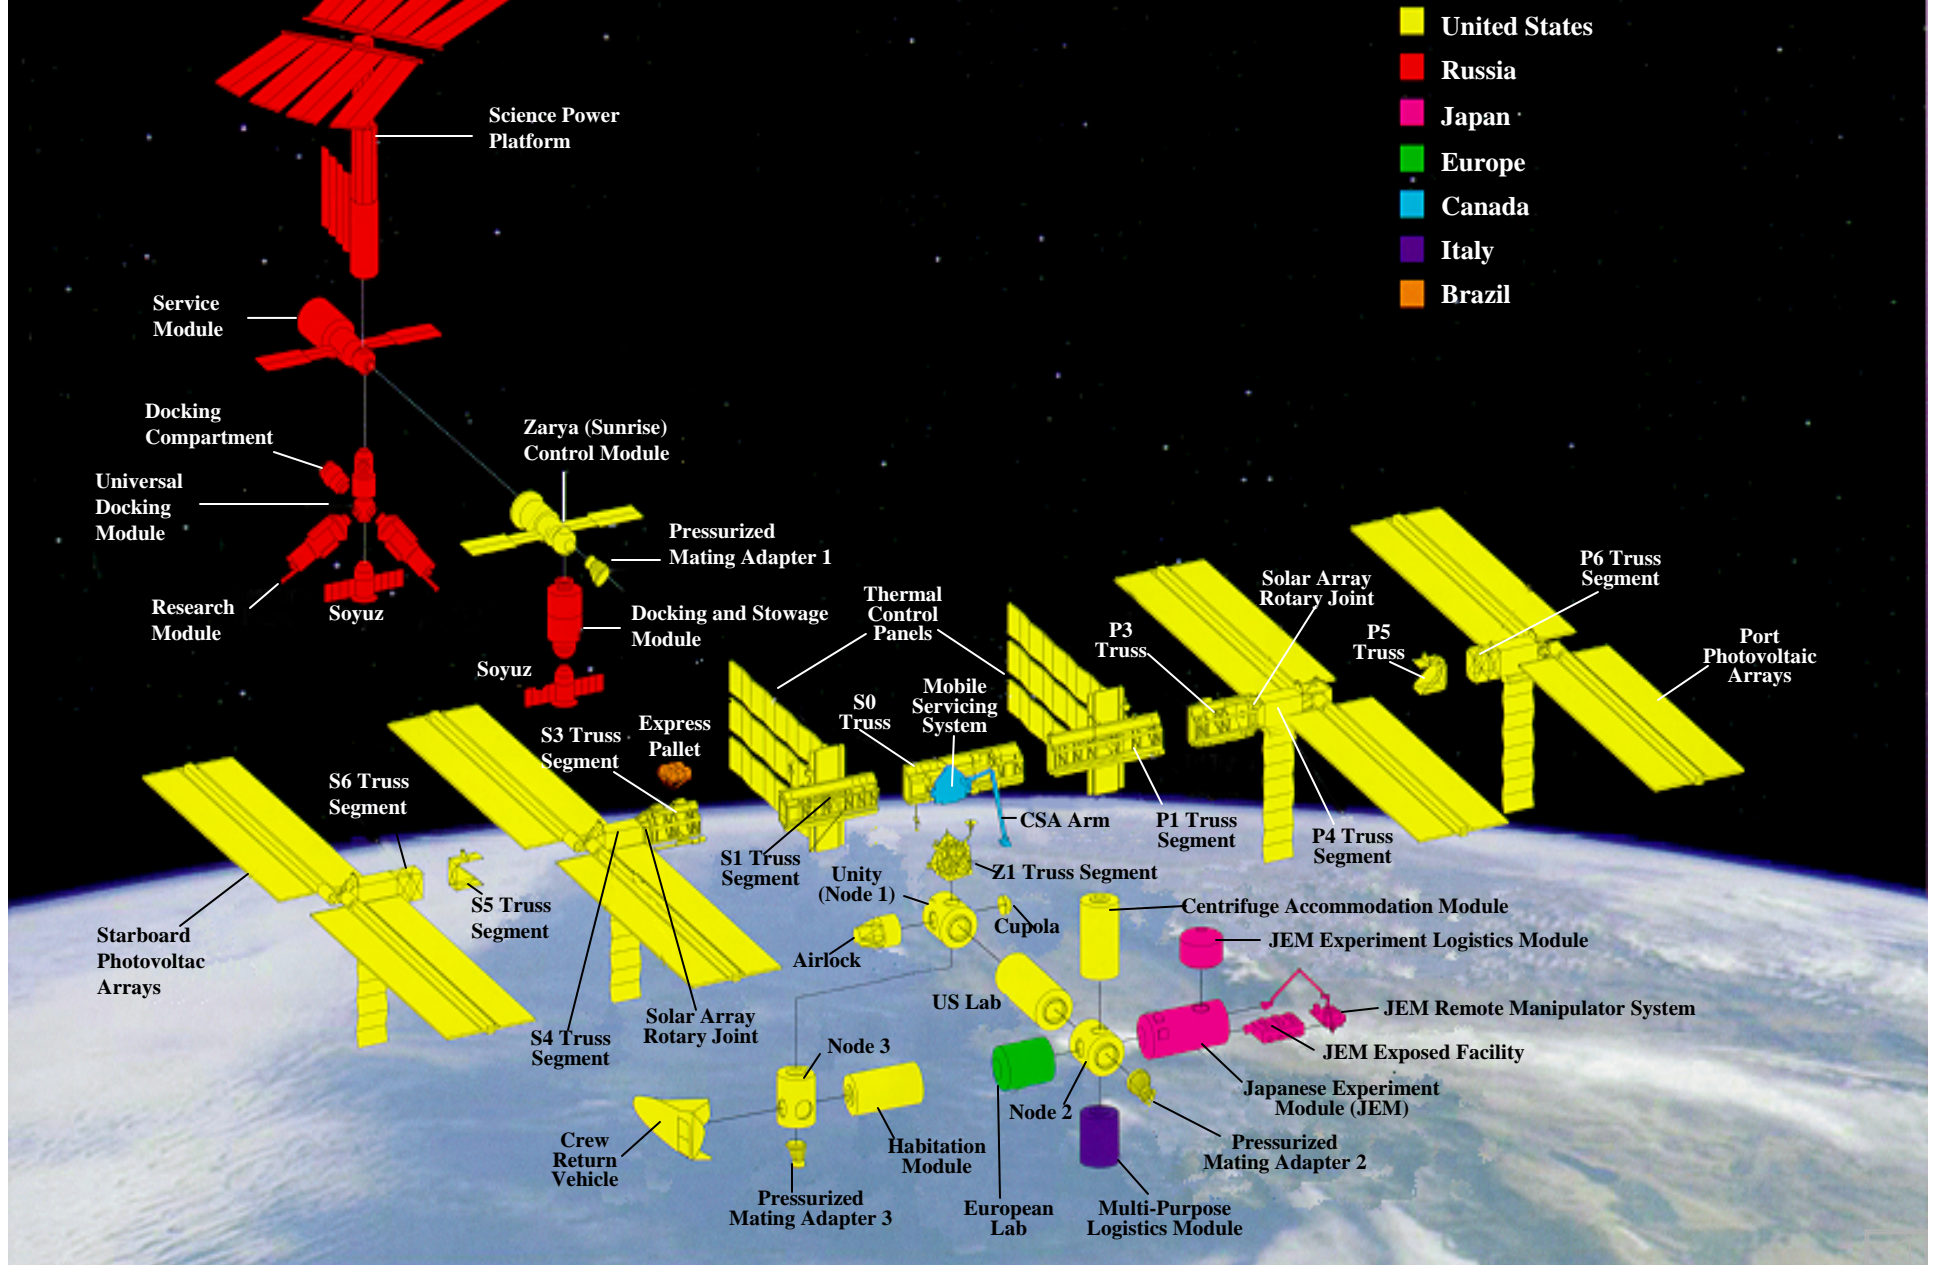 United States
Russia
Japan
Europe
Canada
Italy
Brazil
Science Power
Platform
Service
Module
Docking
Compartment
Universal
Docking
Module
Research
Module
Soyuz
Zarya (Sunrise)
Control Module
Pressurized
Mating Adapter 1
Docking and Stowage
Module
Soyuz
Thermal
Control
Panels
P3
Truss
Solar Array
Rotary Joint
P5
Truss
P6 Truss
Segment
Port
Photovoltaic
Arrays
S0
Truss
Mobile
Servicing
System
Express
Pallet
S3 Truss
Segment
S6 Truss
Segment
CSA Arm
P1 Truss
Segment
P4 Truss
Segment
S1 Truss
Segment
Unity
(Node 1)
Z1 Truss Segment
S5 Truss
Segment
Starboard
Photovoltac
Arrays
Airlock
Cupola
Centrifuge Accommodation Module
JEM Experiment Logistics Module
US Lab
JEM Remote Manipulator System
JEM Exposed Facility
Japanese Experiment
Module (JEM)
S4 Truss
Segment
Solar Array
Rotary Joint
Node 3
Node 2
Habitation
Module
Crew
Return
Vehicle
Pressurized
Mating Adapter 3
European
Lab
Multi-Purpose
Logistics Module
Pressurized
Mating Adapter 2